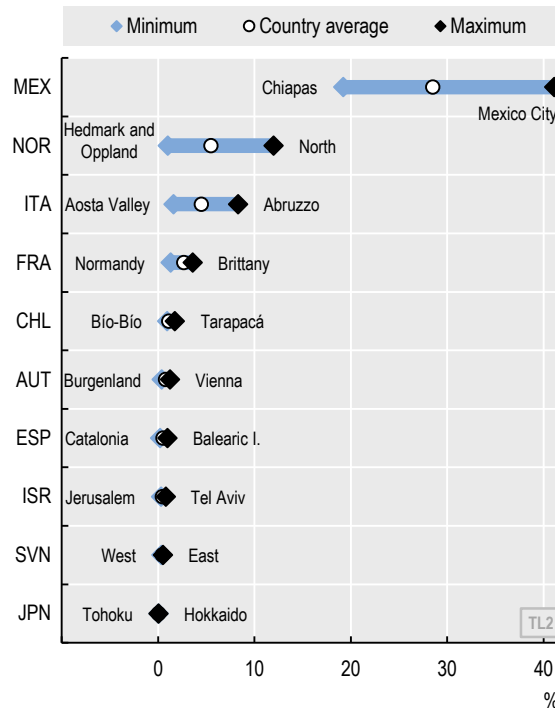 Minimum Country average Maximum
MEX Chiapas
Mexico City
Hedmark and
NOR Oppland North
ITA Aosta Valley Abruzzo
FRA Normandy Brittany
CHL Bío-Bío Tarapacá
AUT Burgenland Vienna
ESP Catalonia Balearic I.
ISR Jerusalem Tel Aviv
SVN West East
JPN Tohoku Hokkaido
TL2
0 10 20 30 40
%